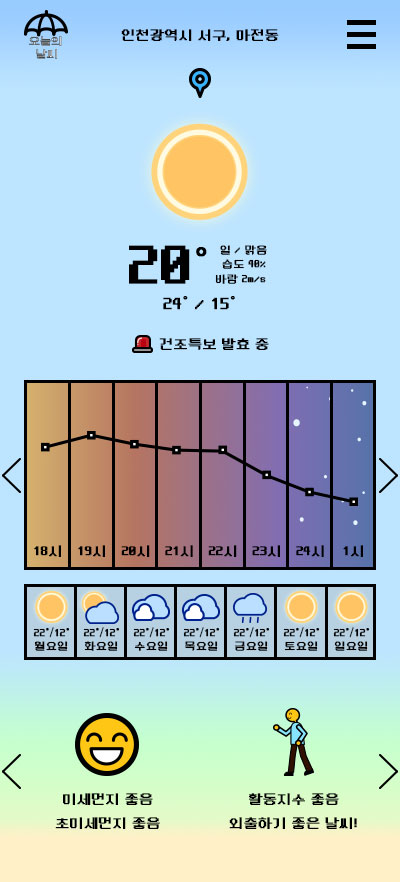 오늘의
날씨
인천광역시 서구, 마전동
20°
일 / 맑음
습도 40%
바람 2m/s
24° / 15°
건조특보 발효 중
18시 19시 20시 21시 22시 23시 24시 1시
22°/12° 22°/12° 22°/12° 22°/12° 22°/12° 22°/12° 22°/12°
월요일 화요일 수요일 목요일 금요일 토요일 일요일
미세먼지 좋음
초미세먼지 좋음
활동지수 좋음
외출하기 좋은 날씨!